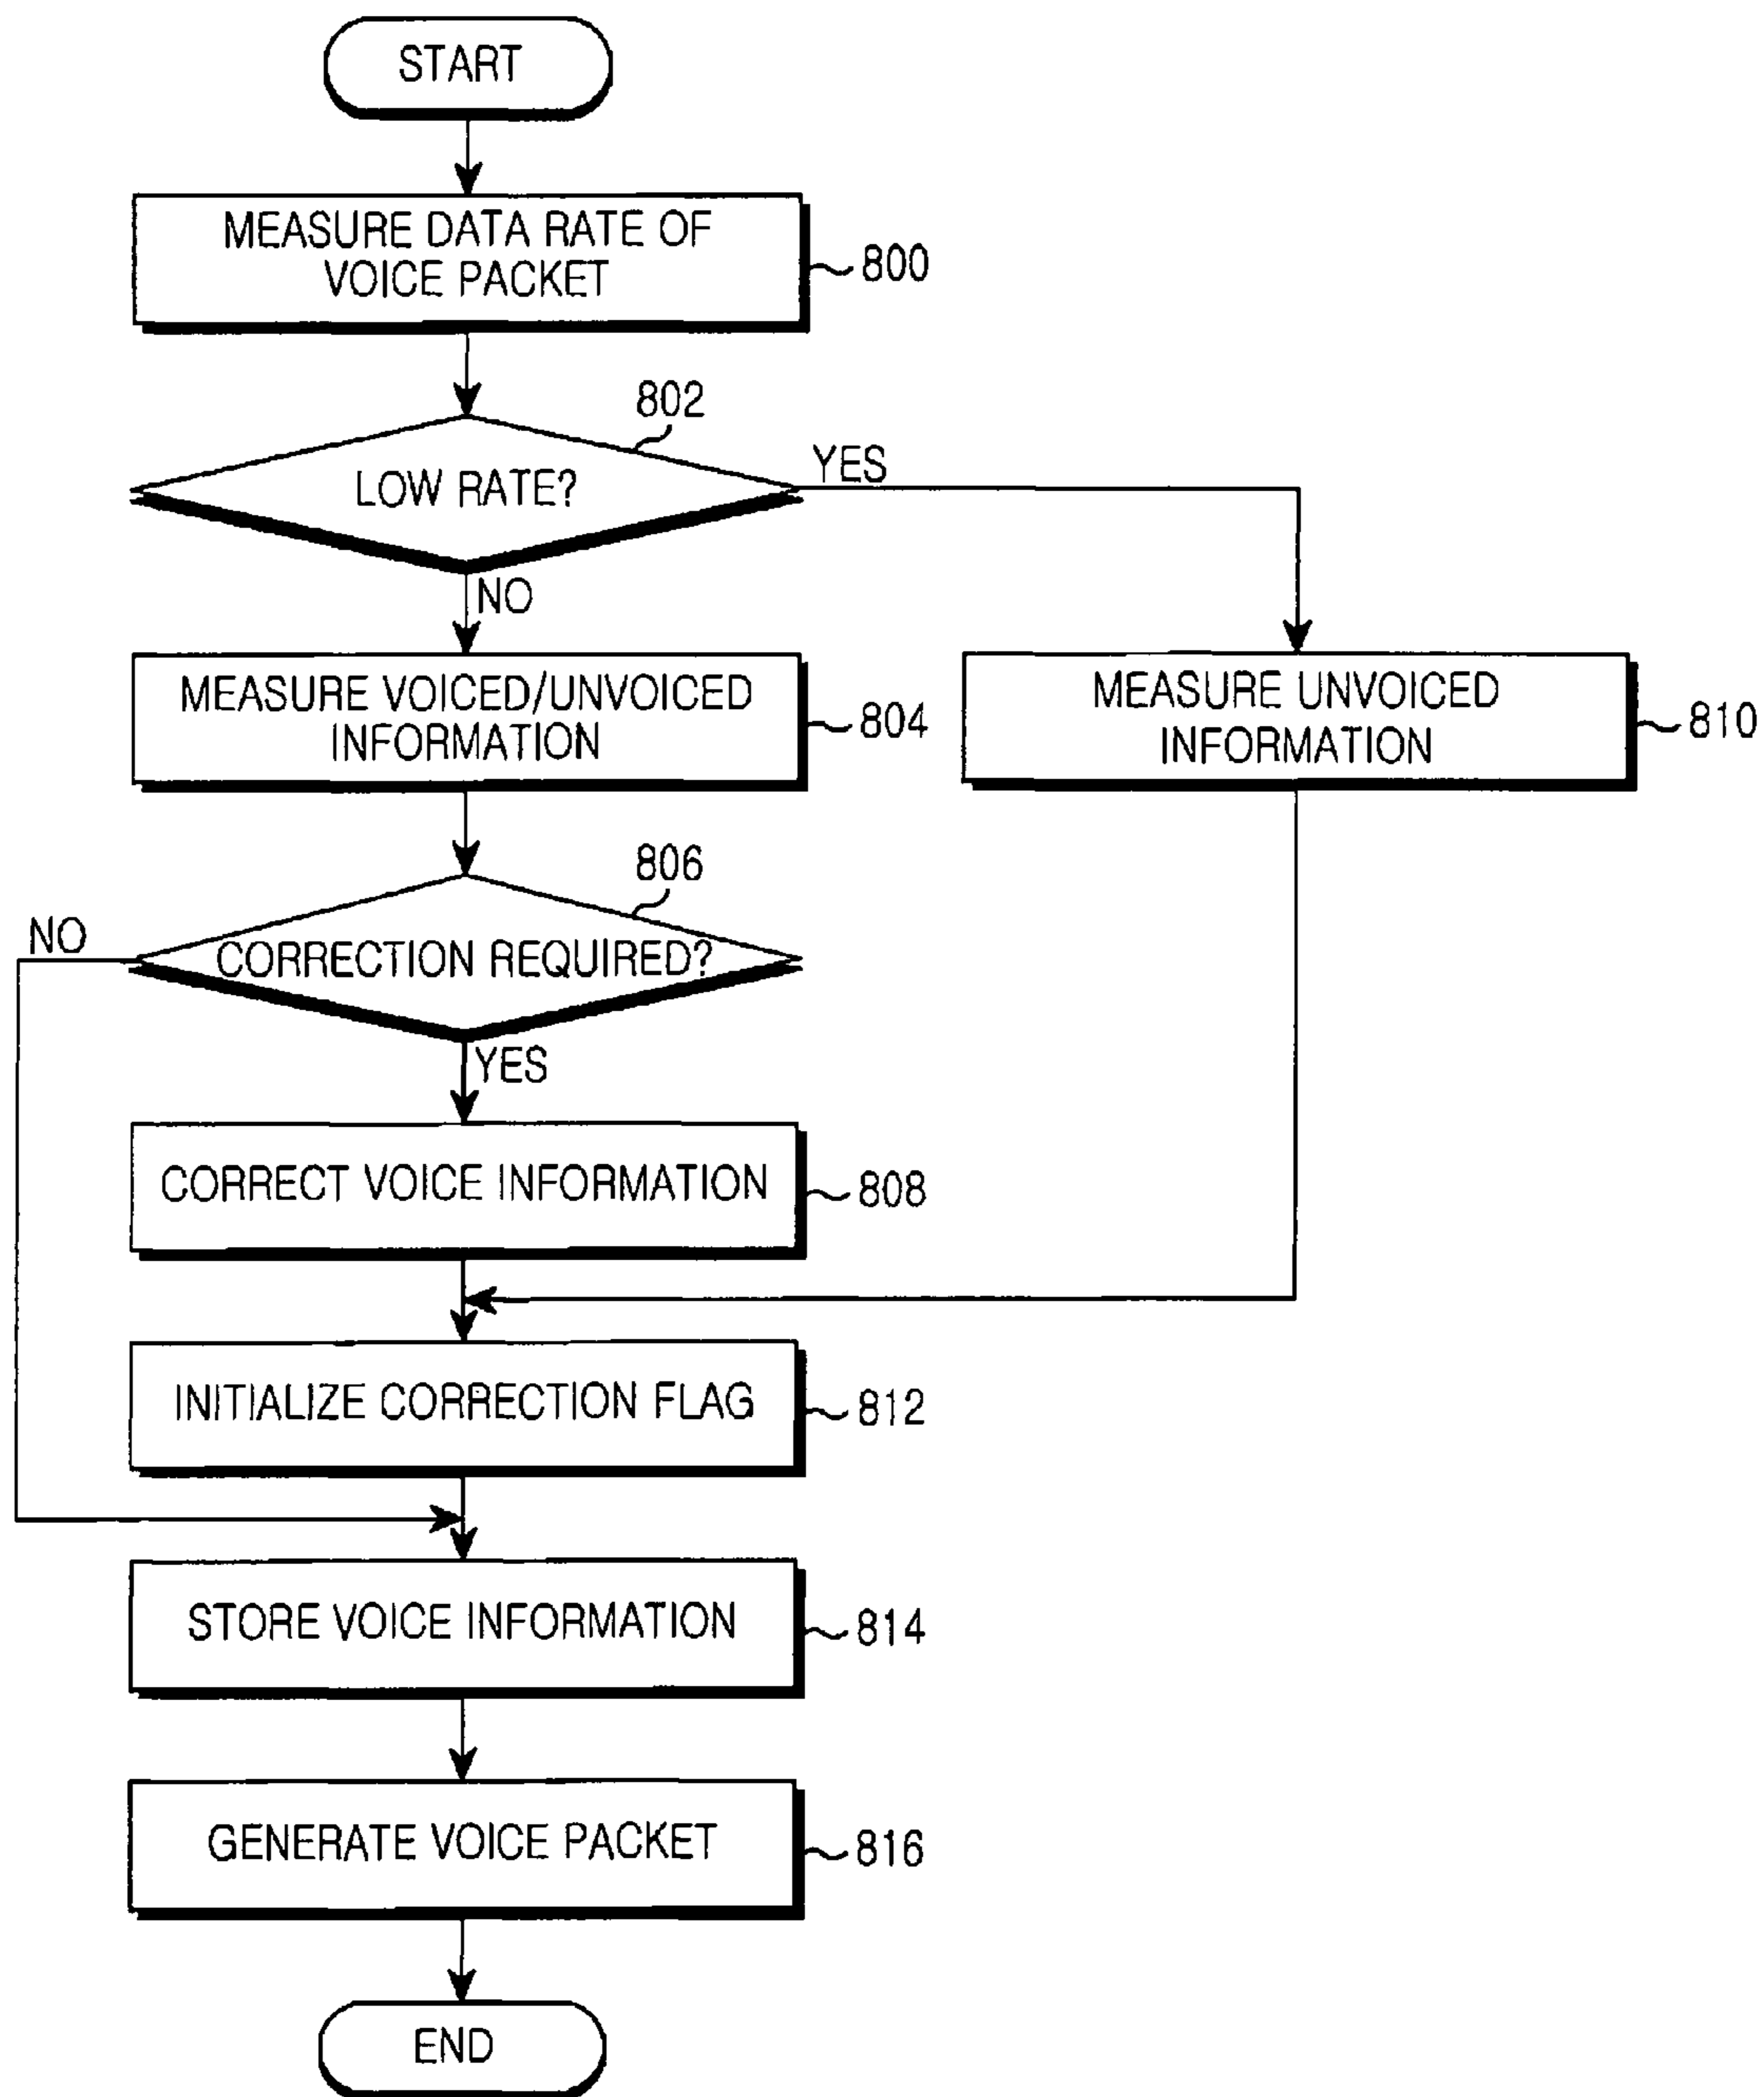 START
MEASURE DATA RATE OF
VOICE PACKET
800
802
LOW RATE?
YES
NO
MEASURE VOICED/UNVOICED
INFORMATION
804
MEASURE UNVOICED
INFORMATION
810
806
NO
CORRECTION REQUIRED?
YES
CORRECT VOICE INFORMATION
808
INITIALIZE CORRECTION FLAG
812
STORE VOICE INFORMATION
814
GENERATE VOICE PACKET
816
END